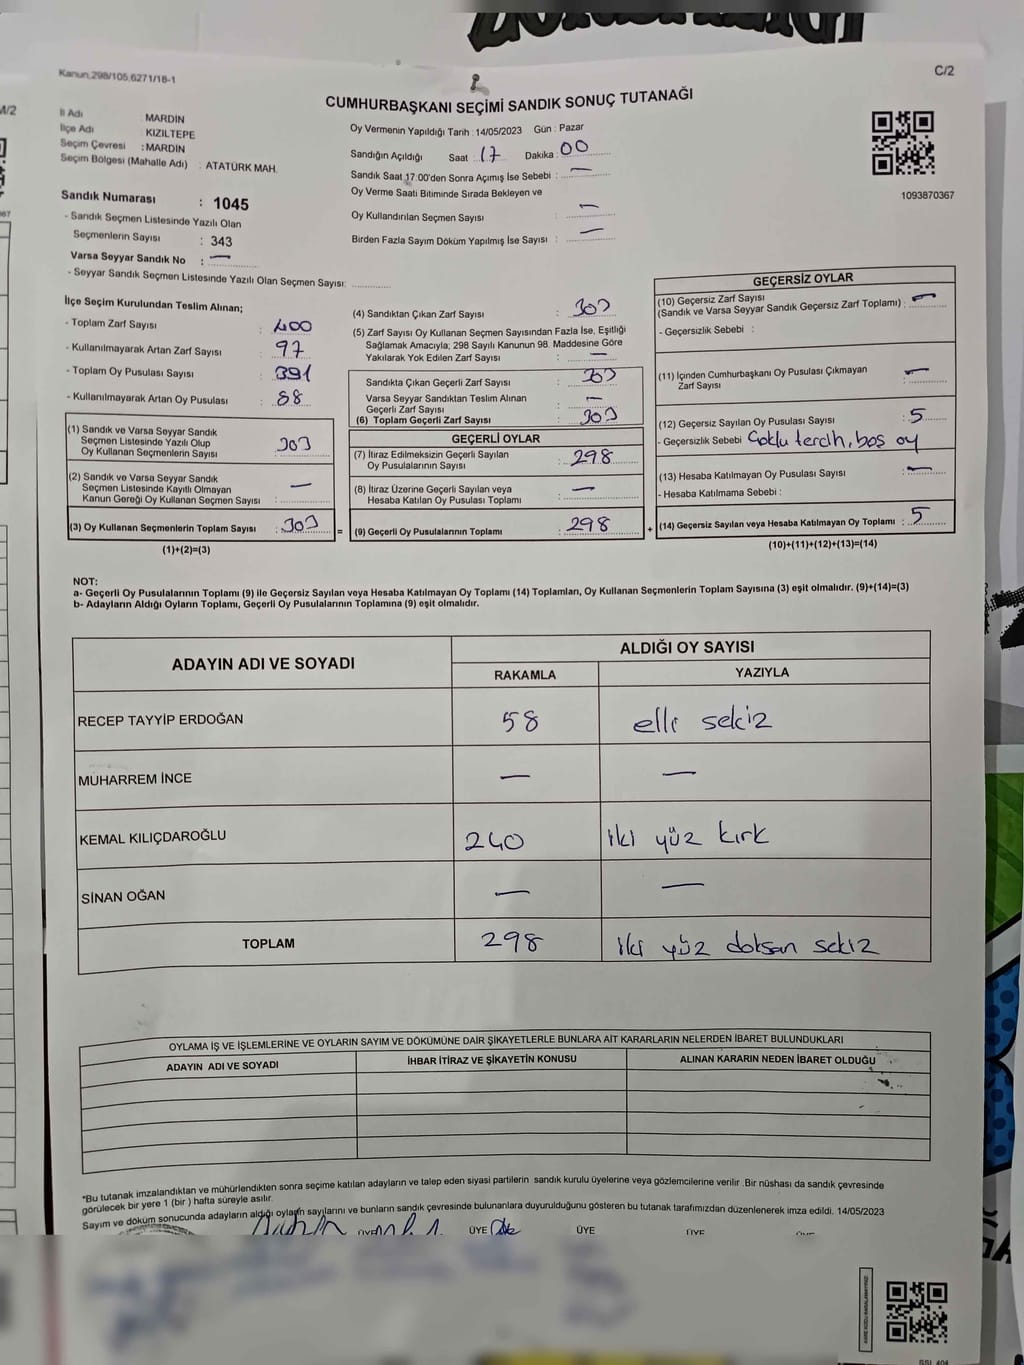 Kanun.298/105.6271/18-1
C/2
CUMHURBAŞKANI SEÇİMİ SANDIK SONUÇ TUTANAĞI
İl Adı : MARDİN
İlçe Adı : KIZILTEPE
Seçim Çevresi : MARDİN
Seçim Bölgesi (Mahalle Adı) : ATATÜRK MAH.
Oy Vermenin Yapıldığı Tarih : 14/05/2023 Gün : Pazar
Sandığın Açıldığı Saat : 17 Dakika : 00
Sandık Saat 17:00'den Sonra Açımış İse Sebebi : —
Oy Verme Saati Bitiminde Sırada Bekleyen ve
Oy Kullandırılan Seçmen Sayısı : —
Birden Fazla Sayım Döküm Yapılmış İse Sayısı : —
1093870367
Sandık Numarası : 1045
- Sandık Seçmen Listesinde Yazılı Olan
Seçmenlerin Sayısı : 343
Varsa Seyyar Sandık No : —
- Seyyar Sandık Seçmen Listesinde Yazılı Olan Seçmen Sayısı:
İlçe Seçim Kurulundan Teslim Alınan;
- Toplam Zarf Sayısı : 400
- Kullanılmayarak Artan Zarf Sayısı : 97
- Toplam Oy Pusulası Sayısı : 391
- Kullanılmayarak Artan Oy Pusulası : 88
(1) Sandık ve Varsa Seyyar Sandık
Seçmen Listesinde Yazılı Olup
Oy Kullanan Seçmenlerin Sayısı : 303
(2) Sandık ve Varsa Seyyar Sandık
Seçmen Listesinde Kayıtlı Olmayan
Kanun Gereği Oy Kullanan Seçmen Sayısı : —
(3) Oy Kullanan Seçmenlerin Toplam Sayısı : 303
(1)+(2)=(3)
(4) Sandıktan Çıkan Zarf Sayısı : 303
(5) Zarf Sayısı Oy Kullanan Seçmen Sayısından Fazla İse, Eşitliği
Sağlamak Amacıyla; 298 Sayılı Kanunun 98. Maddesine Göre
Yakılarak Yok Edilen Zarf Sayısı : —
Sandıkta Çıkan Geçerli Zarf Sayısı : 303
Varsa Seyyar Sandıktan Teslim Alınan
Geçerli Zarf Sayısı : —
(6) Toplam Geçerli Zarf Sayısı : 303
GEÇERLİ OYLAR
(7) İtiraz Edilmeksizin Geçerli Sayılan
Oy Pusulalarının Sayısı : 298
(8) İtiraz Üzerine Geçerli Sayılan veya
Hesaba Katılan Oy Pusulası Toplamı : —
= (9) Geçerli Oy Pusulalarının Toplamı : 298
GEÇERSİZ OYLAR
(10) Geçersiz Zarf Sayısı
(Sandık ve Varsa Seyyar Sandık Geçersiz Zarf Toplamı) : —
- Geçersizlik Sebebi :
(11) İçinden Cumhurbaşkanı Oy Pusulası Çıkmayan
Zarf Sayısı : —
(12) Geçersiz Sayılan Oy Pusulası Sayısı : 5
- Geçersizlik Sebebi Çoklu tercih, boş oy
(13) Hesaba Katılmayan Oy Pusulası Sayısı : —
- Hesaba Katılmama Sebebi :
+ (14) Geçersiz Sayılan veya Hesaba Katılmayan Oy Toplamı : 5
(10)+(11)+(12)+(13)=(14)
NOT:
a- Geçerli Oy Pusulalarının Toplamı (9) ile Geçersiz Sayılan veya Hesaba Katılmayan Oy Toplamı (14) Toplamları, Oy Kullanan Seçmenlerin Toplam Sayısına (3) eşit olmalıdır. (9)+(14)=(3)
b- Adayların Aldığı Oyların Toplamı, Geçerli Oy Pusulalarının Toplamına (9) eşit olmalıdır.
ADAYIN ADI VE SOYADI
ALDIĞI OY SAYISI
RAKAMLA YAZIYLA
RECEP TAYYİP ERDOĞAN 58 elli sekiz
MUHARREM İNCE — —
KEMAL KILIÇDAROĞLU 240 iki yüz kırk
SİNAN OĞAN — —
TOPLAM 298 iki yüz doksan sekiz
OYLAMA İŞ VE İŞLEMLERİNE VE OYLARIN SAYIM VE DÖKÜMÜNE DAİR ŞİKAYETLERLE BUNLARA AİT KARARLARIN NELERDEN İBARET BULUNDUKLARI
ADAYIN ADI VE SOYADI İHBAR İTİRAZ VE ŞİKAYETİN KONUSU ALINAN KARARIN NEDEN İBARET OLDUĞU
*Bu tutanak imzalandıktan ve mühürlendikten sonra seçime katılan adayların ve talep eden siyasi partilerin sandık kurulu üyelerine veya gözlemcilerine verilir .Bir nüshası da sandık çevresinde
görülecek bir yere 1 (bir ) hafta süreyle asılır.
Sayım ve döküm sonucunda adayların aldığı oyların sayılarını ve bunların sandık çevresinde bulunanlara duyurulduğunu gösteren bu tutanak tarafımızdan düzenlenerek imza edildi. 14/05/2023
ÜYE ÜYE ÜYE